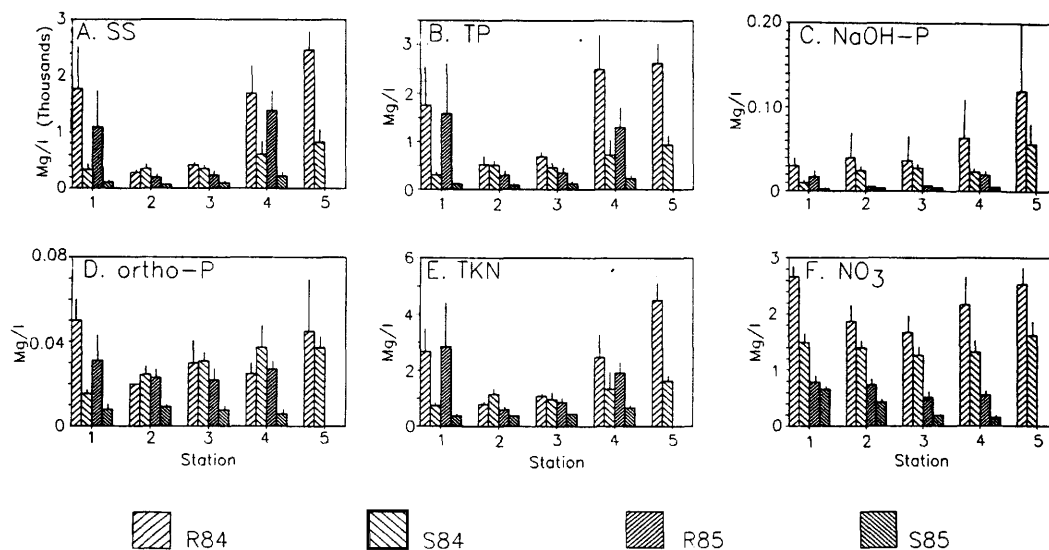 A. SS
Mg/l (Thousands)
3
2
1
0
1 2 3 4 5
B. TP
Mg/l
3
2
1
0
1 2 3 4 5
C. NaOH-P
Mg/l
0.20
0.10
0.00
1 2 3 4 5
D. ortho-P
Mg/l
0.08
0.04
0
1 2 3 4 5
Station
E. TKN
Mg/l
6
4
2
0
1 2 3 4 5
Station
F. NO3
Mg/l
3
2
1
0
1 2 3 4 5
Station
R84
S84
R85
S85